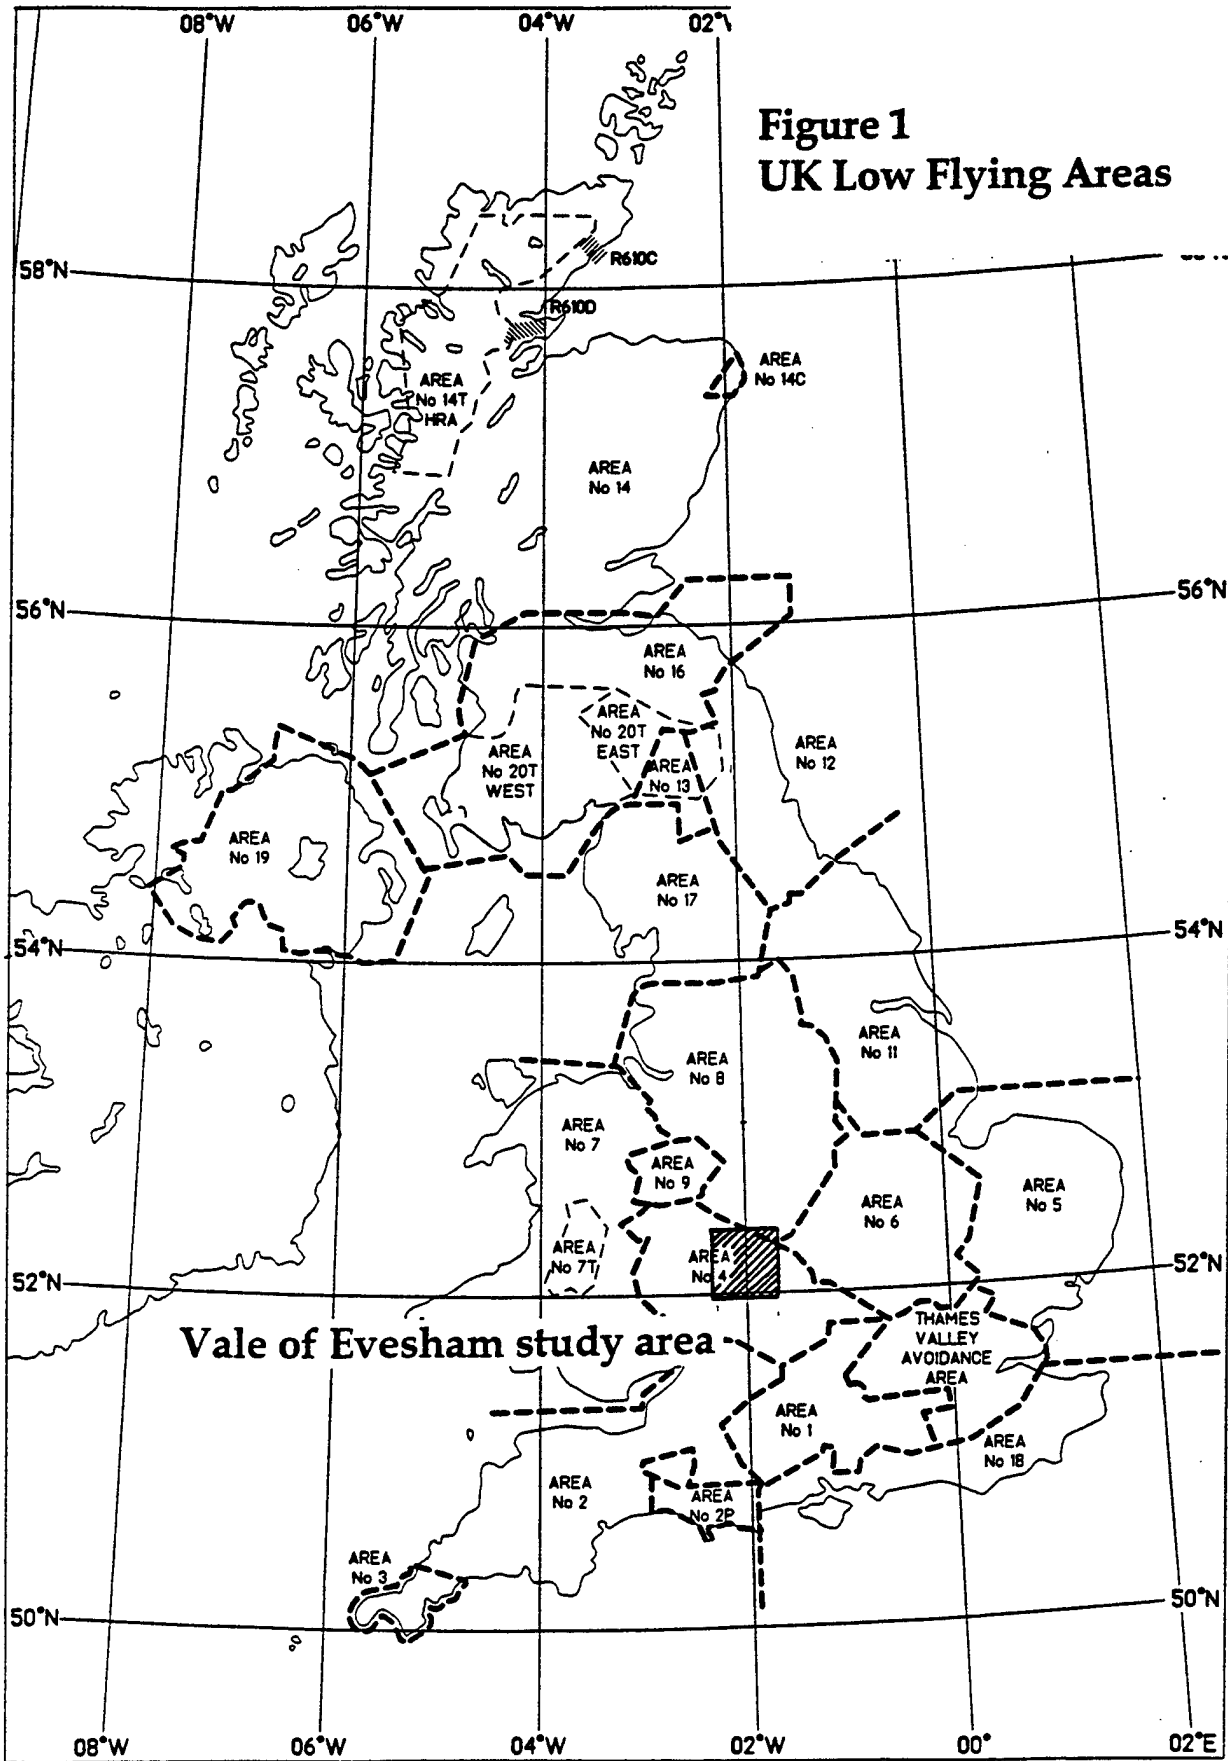 08°W 06°W 04°W 02°W
Figure 1
UK Low Flying Areas
58°N
R610C
R610D
AREA
No 14T
HRA
AREA
No 14C
AREA
No 14
56°N
56°N
AREA
No 16
AREA
No 20T
EAST
AREA
No 20T
WEST
AREA
No 13
AREA
No 12
AREA
No 19
AREA
No 17
54°N
54°N
AREA
No 11
AREA
No 8
AREA
No 7
AREA
No 9
AREA
No 6
AREA
No 5
AREA
No 7T
AREA
No 4
52°N
52°N
Vale of Evesham study area
THAMES
VALLEY
AVOIDANCE
AREA
AREA
No 1
AREA
No 18
AREA
No 2
AREA
No 2P
AREA
No 3
50°N
50°N
08°W 06°W 04°W 02°W 00° 02°E